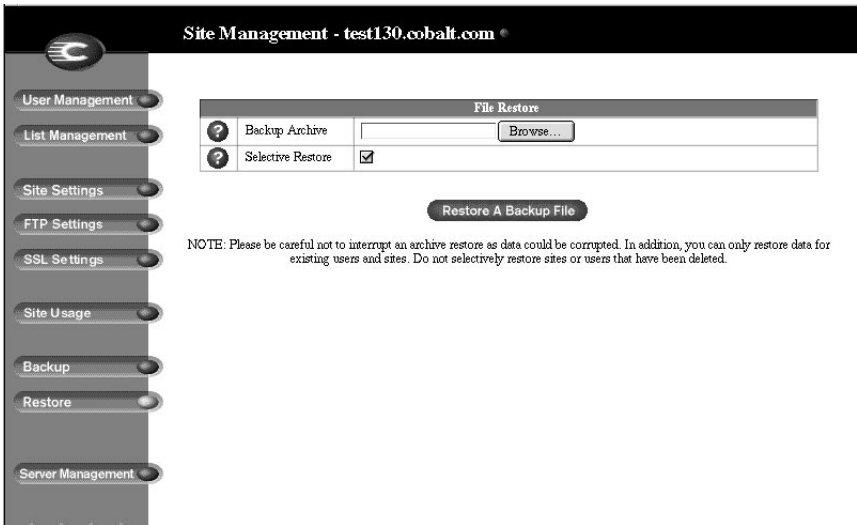 Site Management - test130.cobalt.com
C
User Management
List Management
Site Settings
FTP Settings
SSL Settings
Site Usage
Backup
Restore
Server Management
File Restore
? Backup Archive Browse...
? Selective Restore
Restore A Backup File
NOTE: Please be careful not to interrupt an archive restore as data could be corrupted. In addition, you can only restore data for
existing users and sites. Do not selectively restore sites or users that have been deleted.